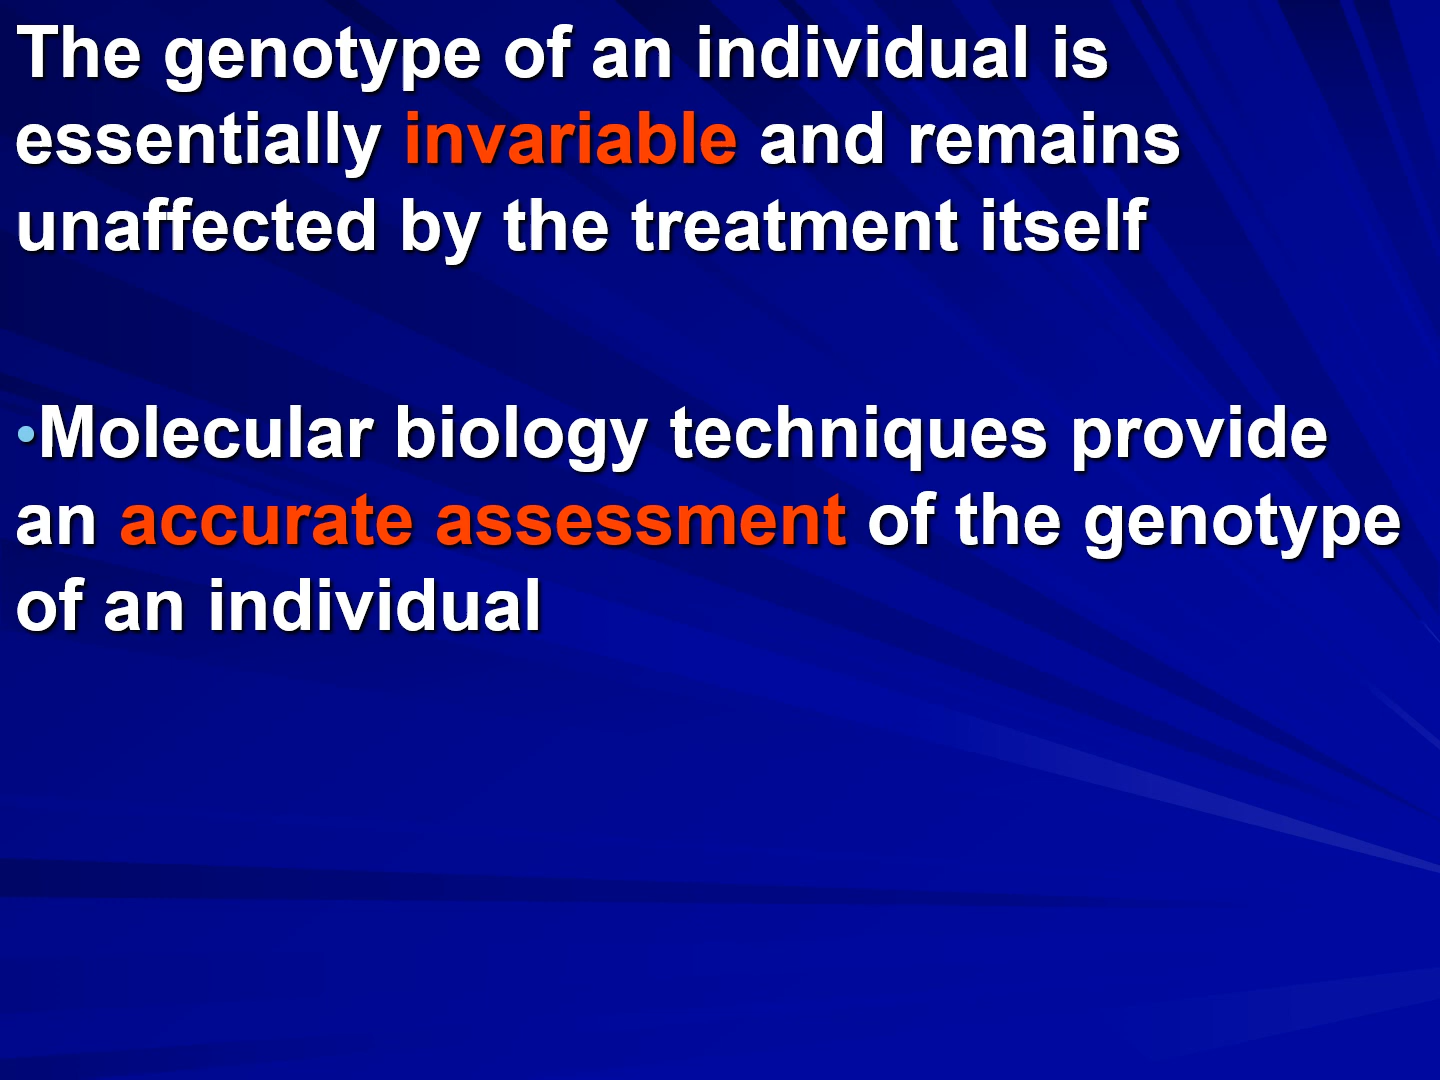 The genotype of an individual is
essentially invariable and remains
unaffected by the treatment itself
•Molecular biology techniques provide
an accurate assessment of the genotype
of an individual